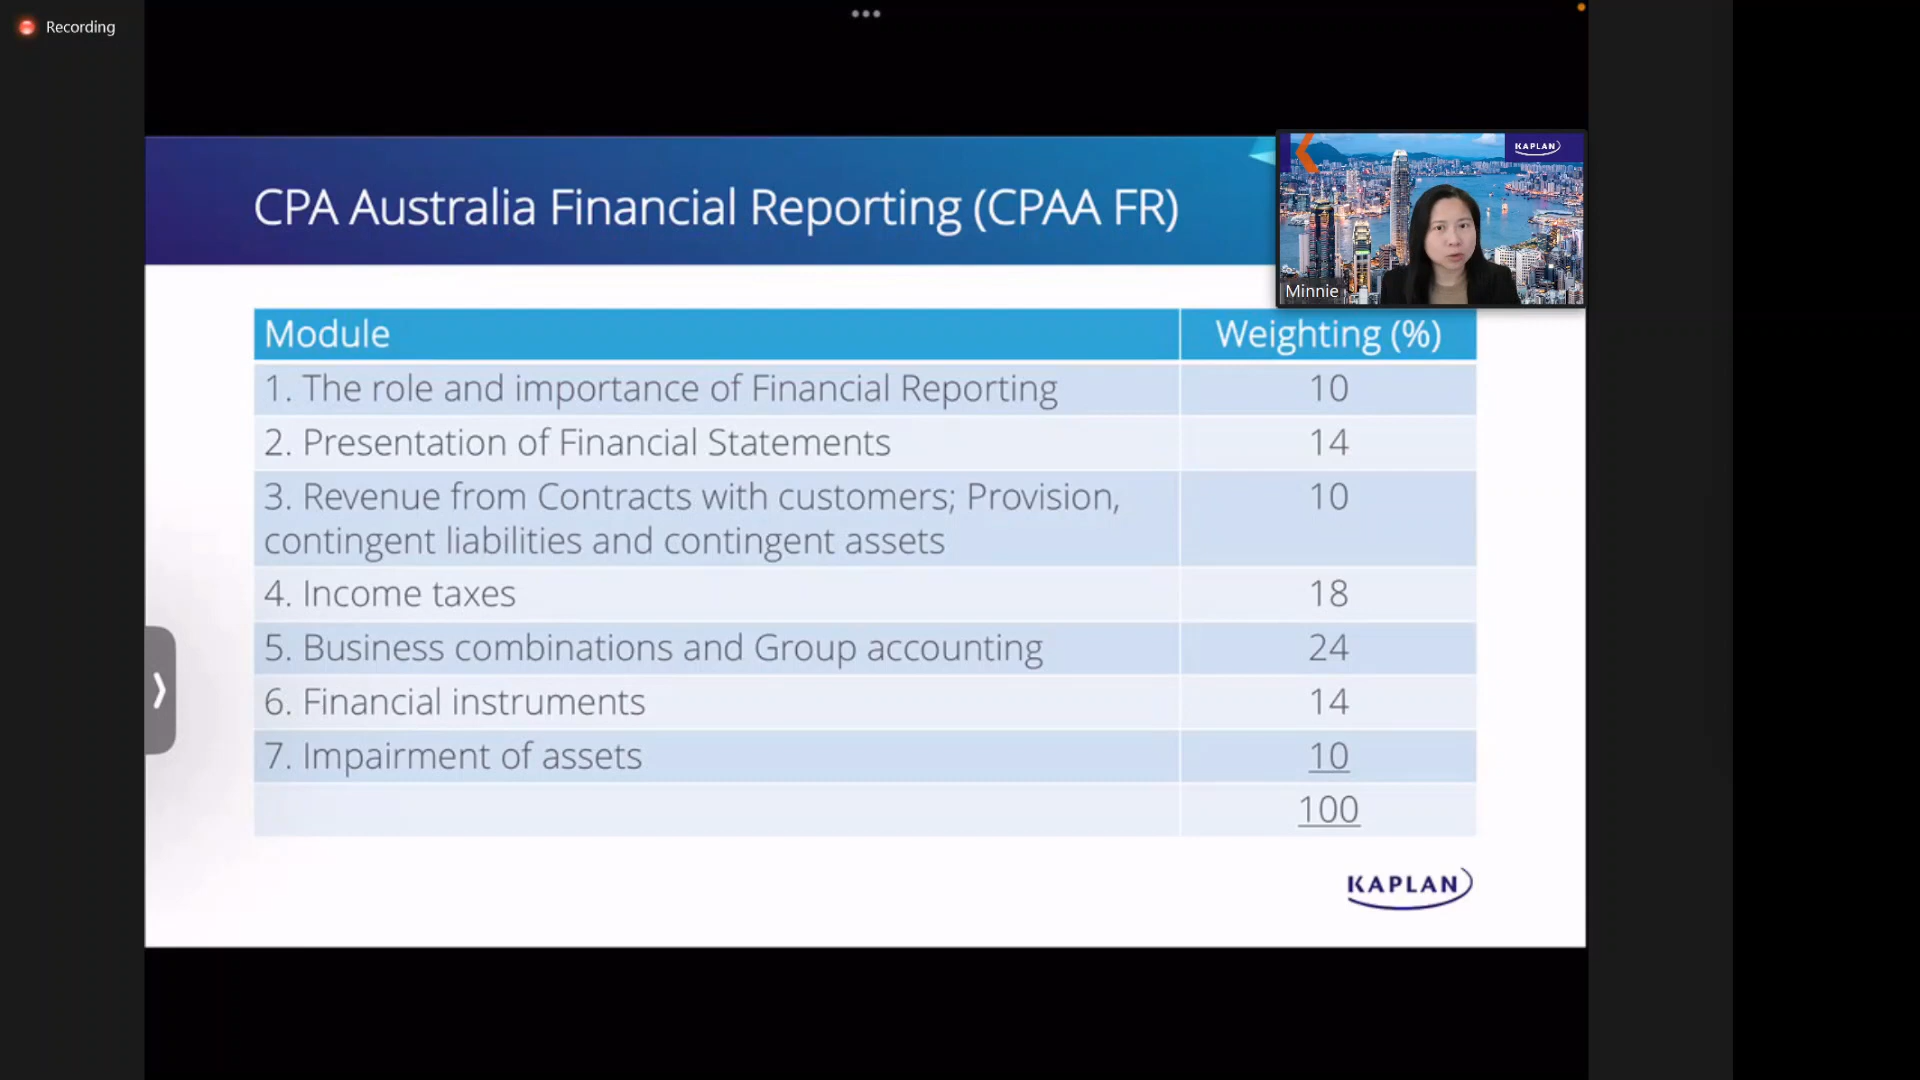 Recording
CPA Australia Financial Reporting (CPAA FR)
KAPLAN
Minnie
Module Weighting (%)
1. The role and importance of Financial Reporting 10
2. Presentation of Financial Statements 14
3. Revenue from Contracts with customers; Provision, 10
contingent liabilities and contingent assets
4. Income taxes 18
5. Business combinations and Group accounting 24
6. Financial instruments 14
7. Impairment of assets 10
100
KAPLAN